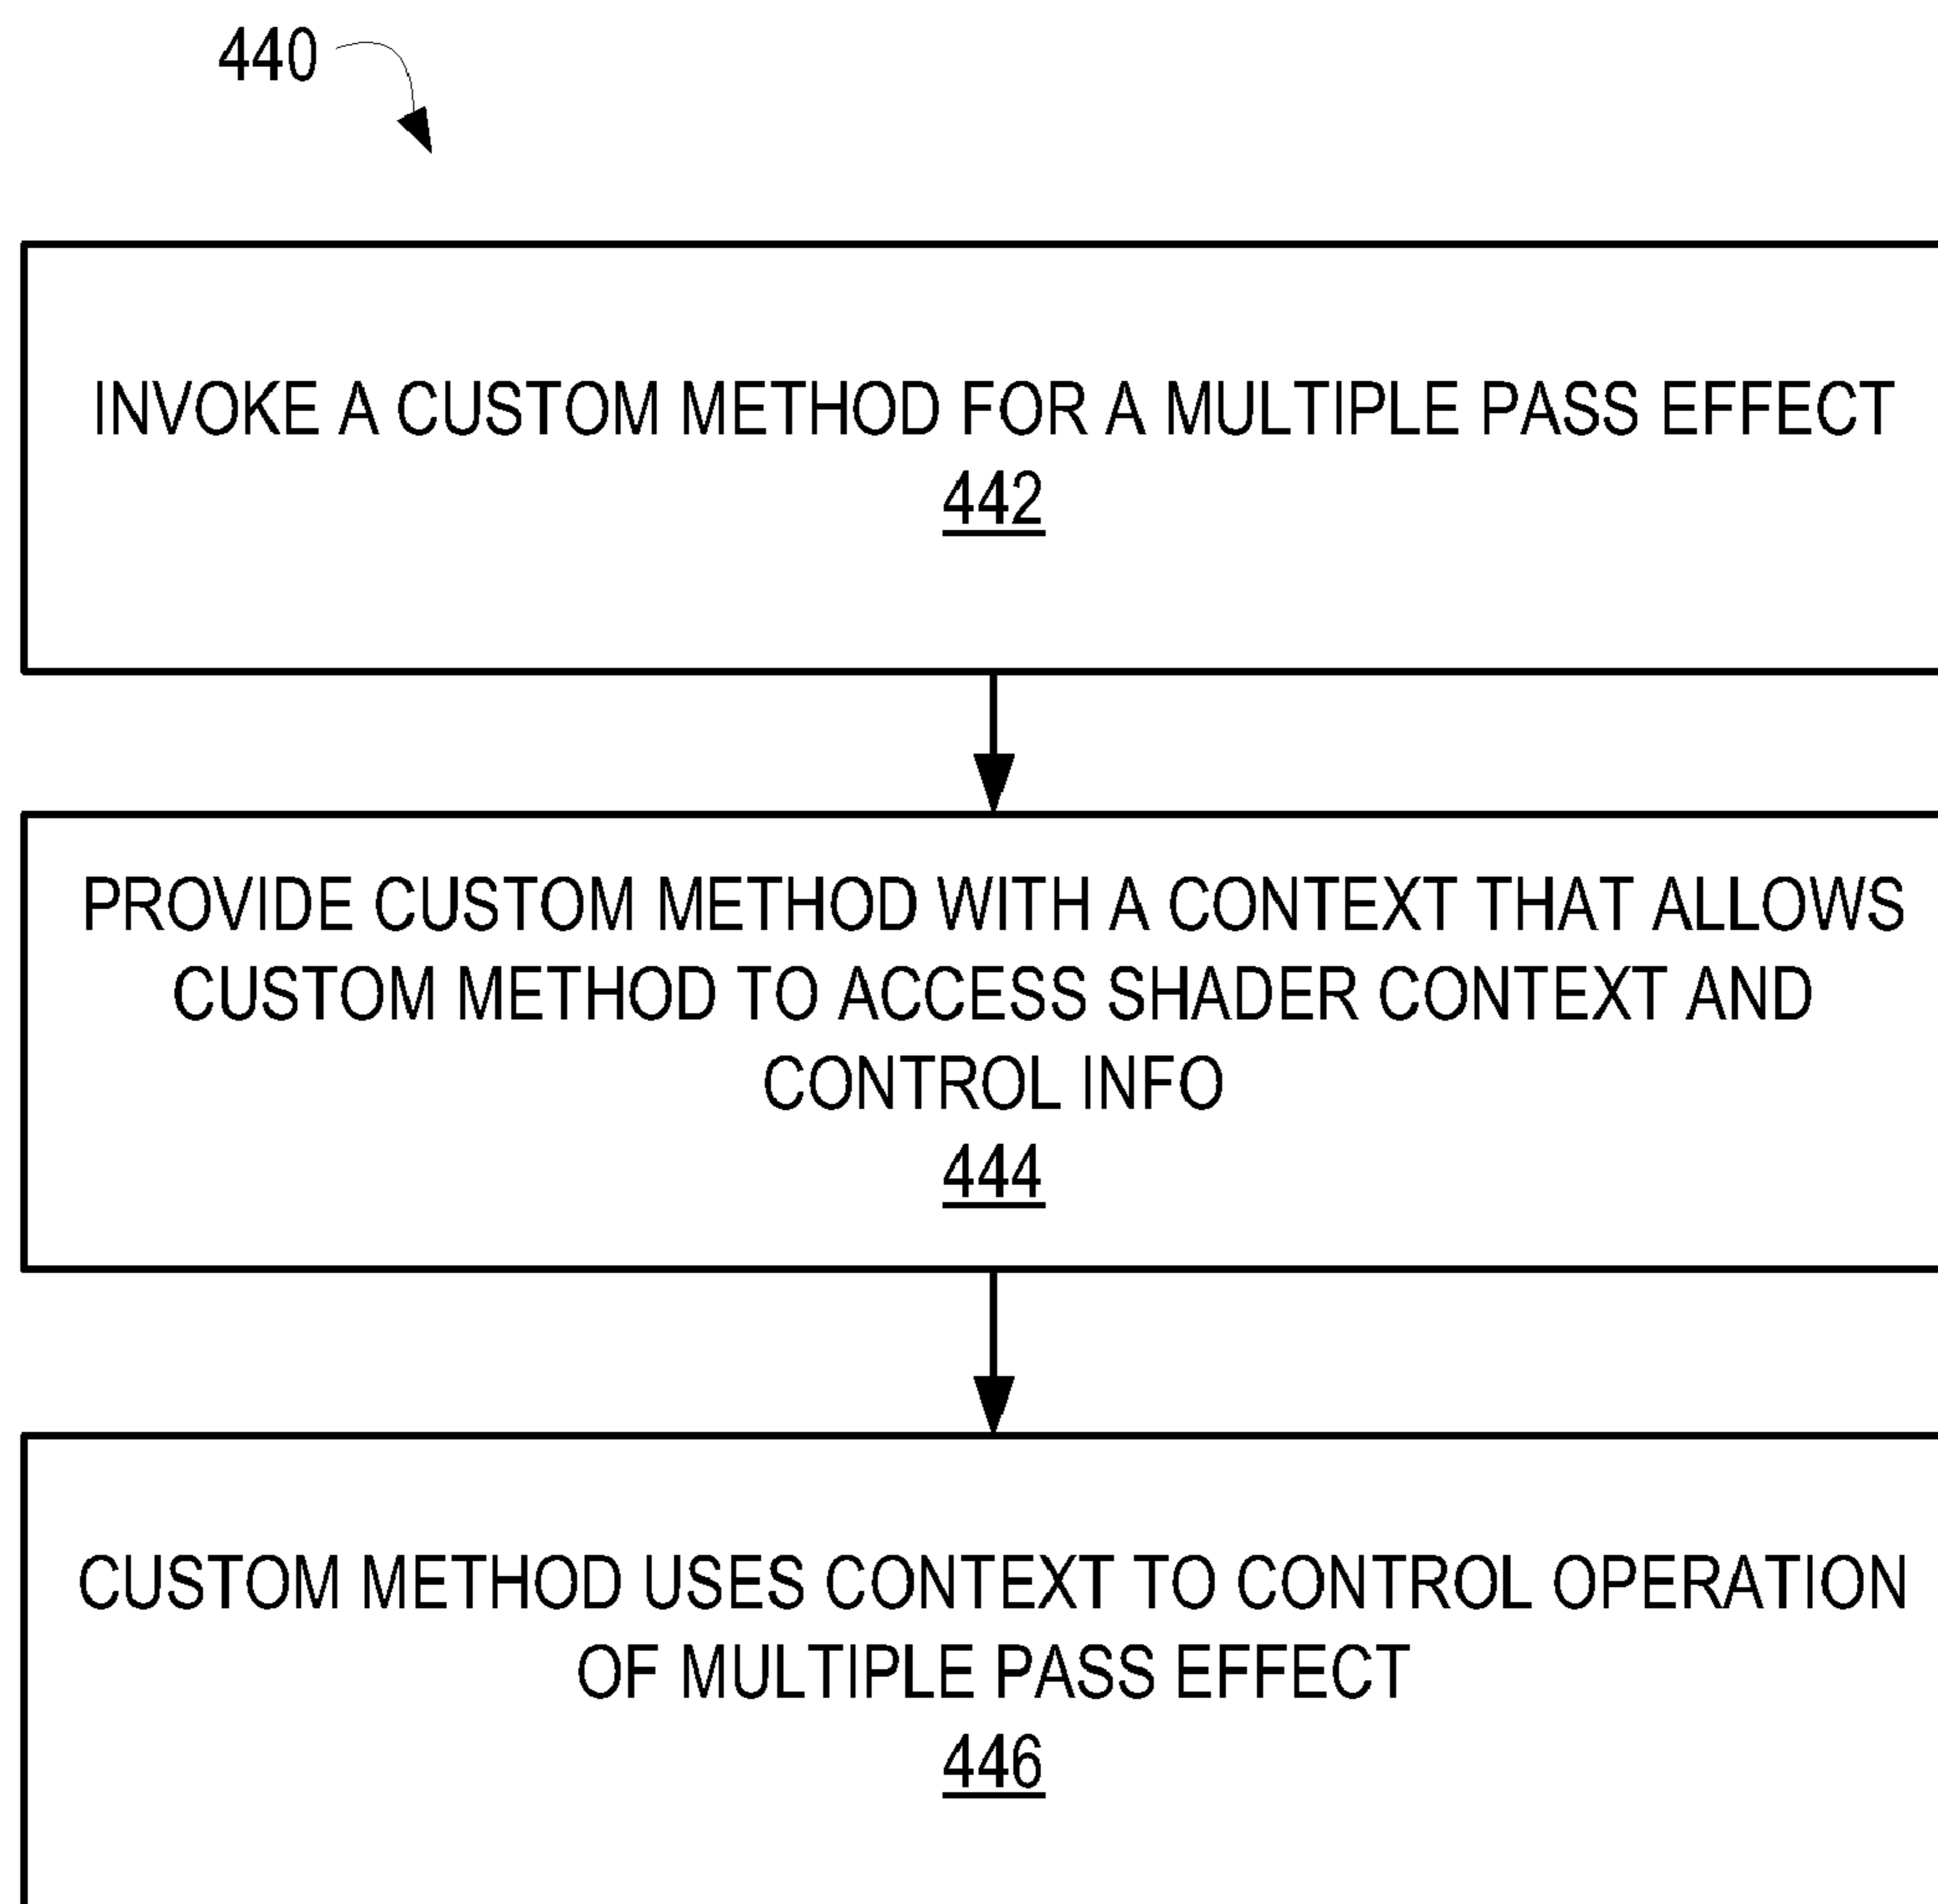 440
INVOKE A CUSTOM METHOD FOR A MULTIPLE PASS EFFECT
442
PROVIDE CUSTOM METHOD WITH A CONTEXT THAT ALLOWS
CUSTOM METHOD TO ACCESS SHADER CONTEXT AND
CONTROL INFO
444
CUSTOM METHOD USES CONTEXT TO CONTROL OPERATION
OF MULTIPLE PASS EFFECT
446